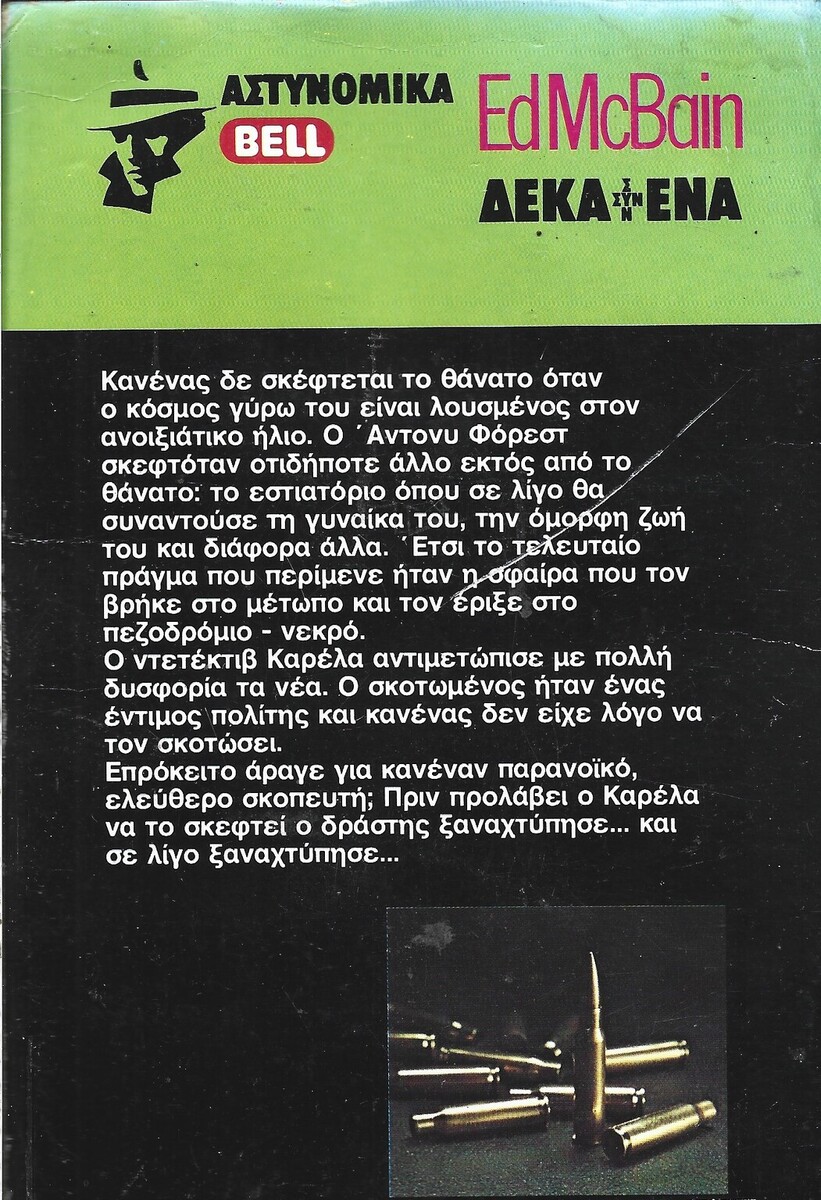 ΑΣΤΥΝΟΜΙΚΑ
BELL
Ed McBain
ΔΕΚΑ ΣΥΝ ΣΥΝ ΕΝΑ
Κανένας δε σκέφτεται το θάνατο όταν
ο κόσμος γύρω του είναι λουσμένος στον
ανοιξιάτικο ήλιο. Ο ΄Αντονυ Φόρεστ
σκεφτόταν οτιδήποτε άλλο εκτός από το
θάνατο: το εστιατόριο όπου σε λίγο θα
συναντούσε τη γυναίκα του, την όμορφη ζωή
του και διάφορα άλλα. ΄Ετσι το τελευταίο
πράγμα που περίμενε ήταν η σφαίρα που τον
βρήκε στο μέτωπο και τον έριξε στο
πεζοδρόμιο - νεκρό.
Ο ντετέκτιβ Καρέλα αντιμετώπισε με πολλή
δυσφορία τα νέα. Ο σκοτωμένος ήταν ένας
έντιμος πολίτης και κανένας δεν είχε λόγο να
τον σκοτώσει.
Επρόκειτο άραγε για κανέναν παρανοϊκό,
ελεύθερο σκοπευτή; Πριν προλάβει ο Καρέλα
να το σκεφτεί ο δράστης ξαναχτύπησε... και
σε λίγο ξαναχτύπησε...